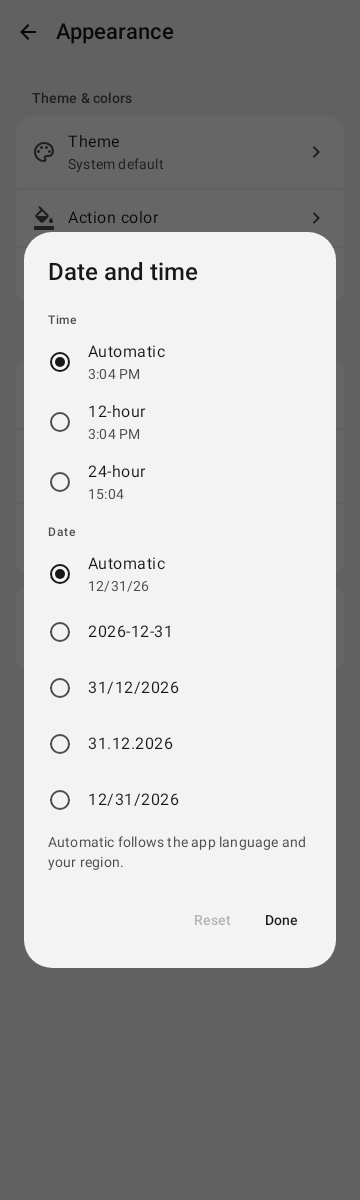 Appearance
Theme & colors
Theme
System default
Action color
Date and time
Time
Automatic
3:04 PM
12-hour
3:04 PM
24-hour
15:04
Date
Automatic
12/31/26
2026-12-31
31/12/2026
31.12.2026
12/31/2026
Automatic follows the app language and
your region.
Reset
Done